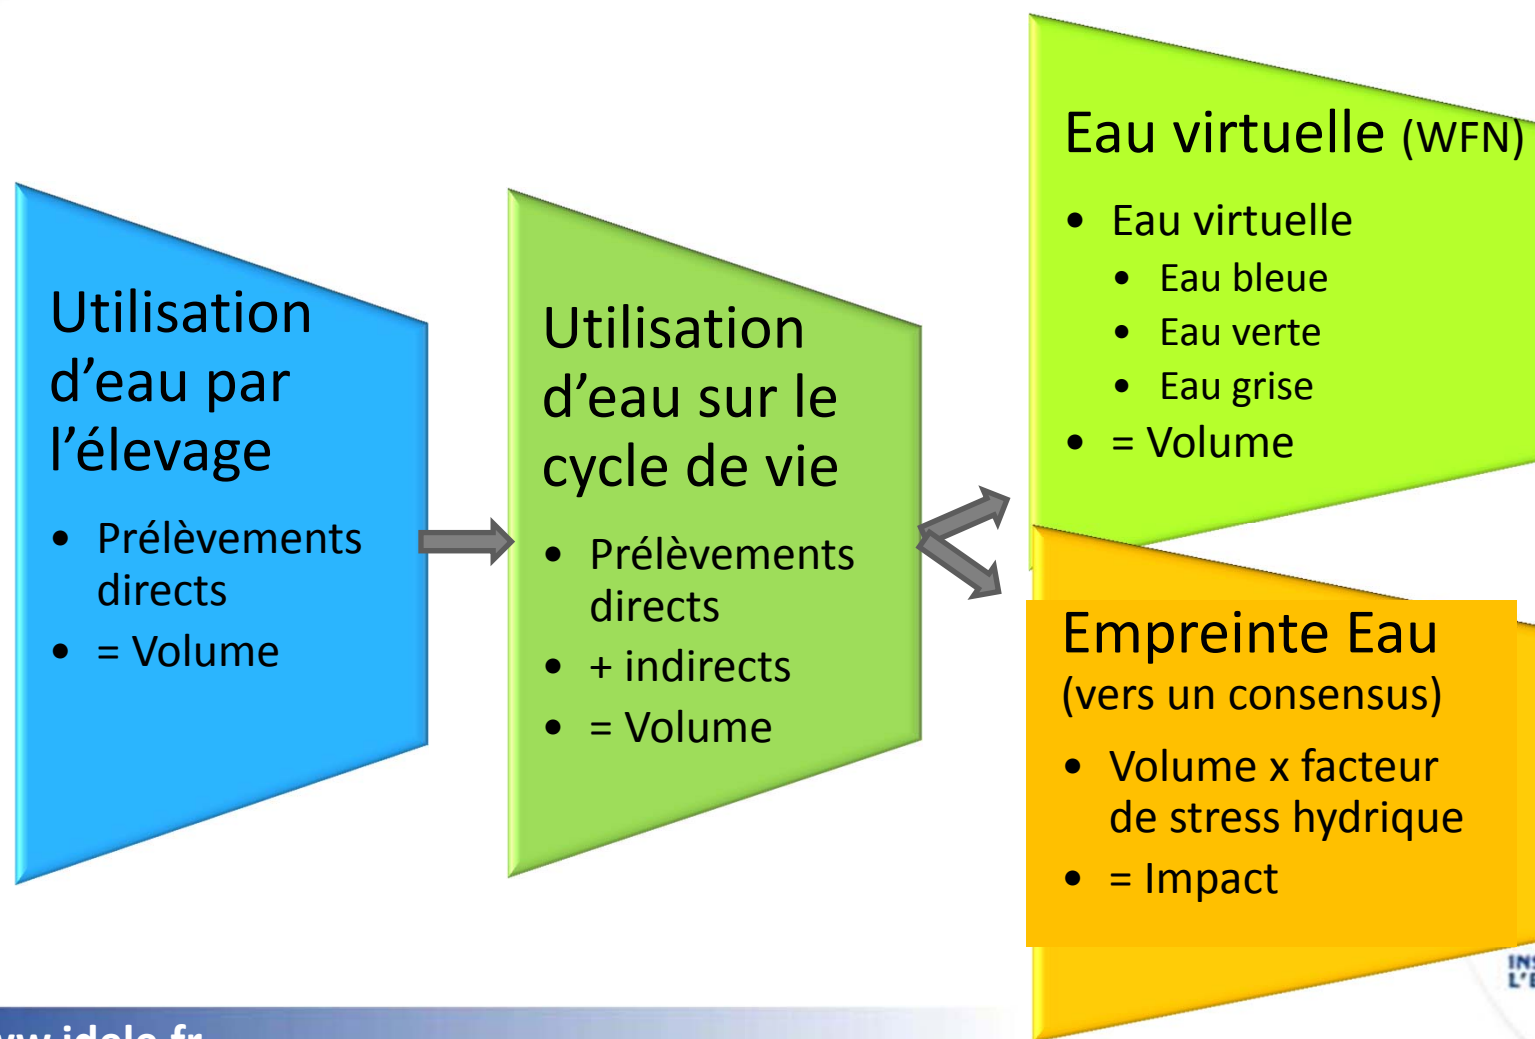 Utilisation
d’eau par
l’élevage
• Prélèvements
directs
• = Volume
Utilisation
d’eau sur le
cycle de vie
• Prélèvements
directs
• + indirects
• = Volume
Eau virtuelle (WFN)
• Eau virtuelle
• Eau bleue
• Eau verte
• Eau grise
• = Volume
Empreinte Eau
(vers un consensus)
• Volume x facteur
de stress hydrique
• = Impact